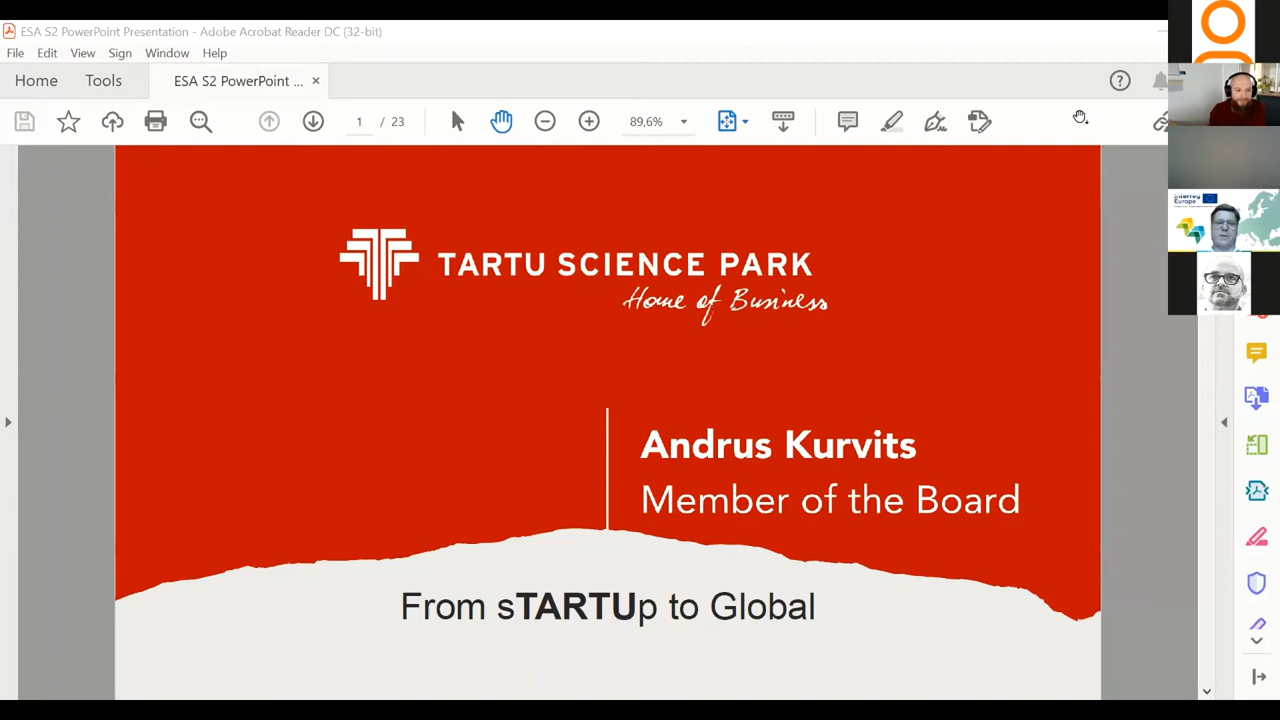 ESA S2 PowerPoint Presentation - Adobe Acrobat Reader DC (32-bit)
File Edit View Sign Window Help
Home Tools ESA S2 PowerPoint ... ×
1 / 23 89,6%
Interreg
Europe
TARTU SCIENCE PARK
Home of Business
Andrus Kurvits
Member of the Board
From sTARTUp to Global